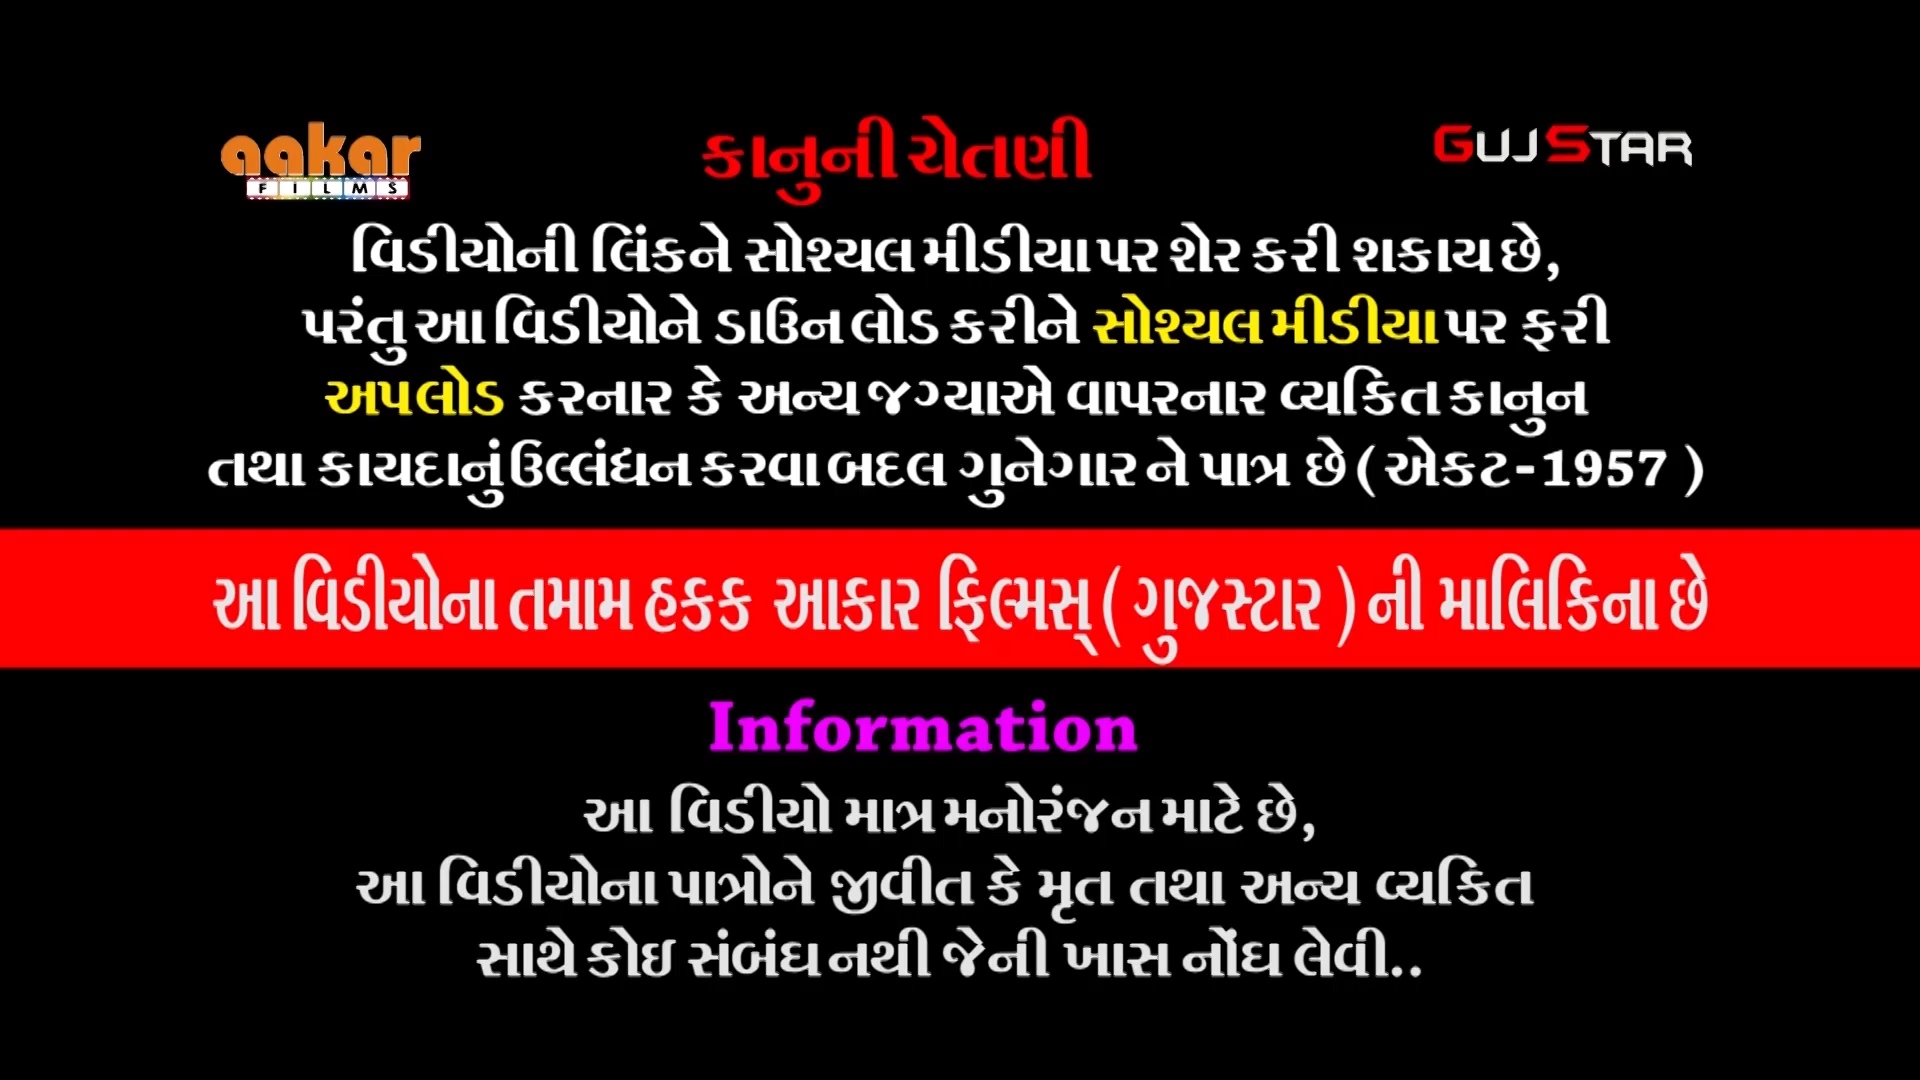 aakar
FILMS
કાનુની ચેતણી
GUJSTAR
વિડીયોની લિંકને સોશ્યલ મીડીયા પર શેર કરી શકાય છે,
પરંતુ આ વિડીયોને ડાઉન લોડ કરીને સોશ્યલ મીડીયા પર ફરી
અપલોડ કરનાર કે અન્ય જગ્યાએ વાપરનાર વ્યકિત કાનુન
તથા કાયદાનું ઉલ્લંઘન કરવા બદલ ગુનેગાર ને પાત્ર છે ( એકટ-1957 )
આ વિડીયોના તમામ હકક આકાર ફિલ્મસ્ ( ગુજસ્ટાર ) ની માલિકિના છે
Information
આ વિડીયો માત્ર મનોરંજન માટે છે,
આ વિડીયોના પાત્રોને જીવીત કે મૃત તથા અન્ય વ્યકિત
સાથે કોઇ સંબંઘ નથી જેની ખાસ નોંઘ લેવી..